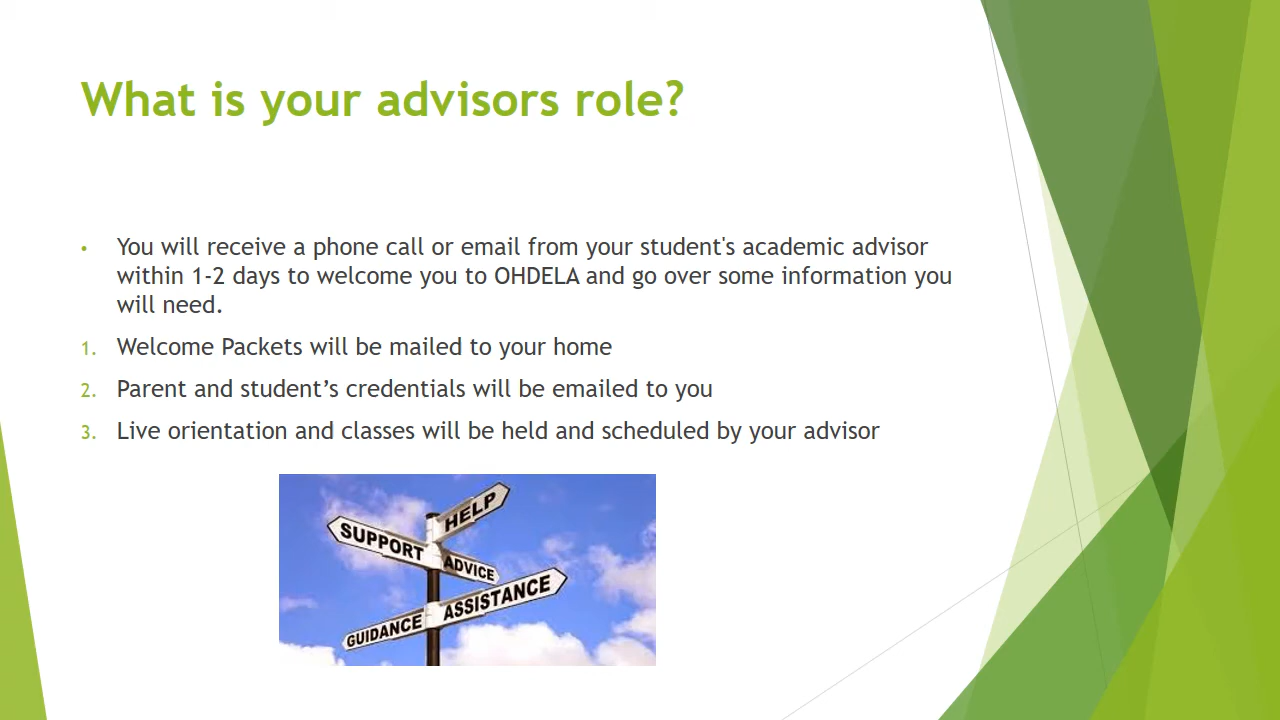 What is your advisors role?
• You will receive a phone call or email from your student's academic advisor
within 1-2 days to welcome you to OHDELA and go over some information you
will need.
1. Welcome Packets will be mailed to your home
2. Parent and student’s credentials will be emailed to you
3. Live orientation and classes will be held and scheduled by your advisor
HELP
SUPPORT
ADVICE
ASSISTANCE
GUIDANCE